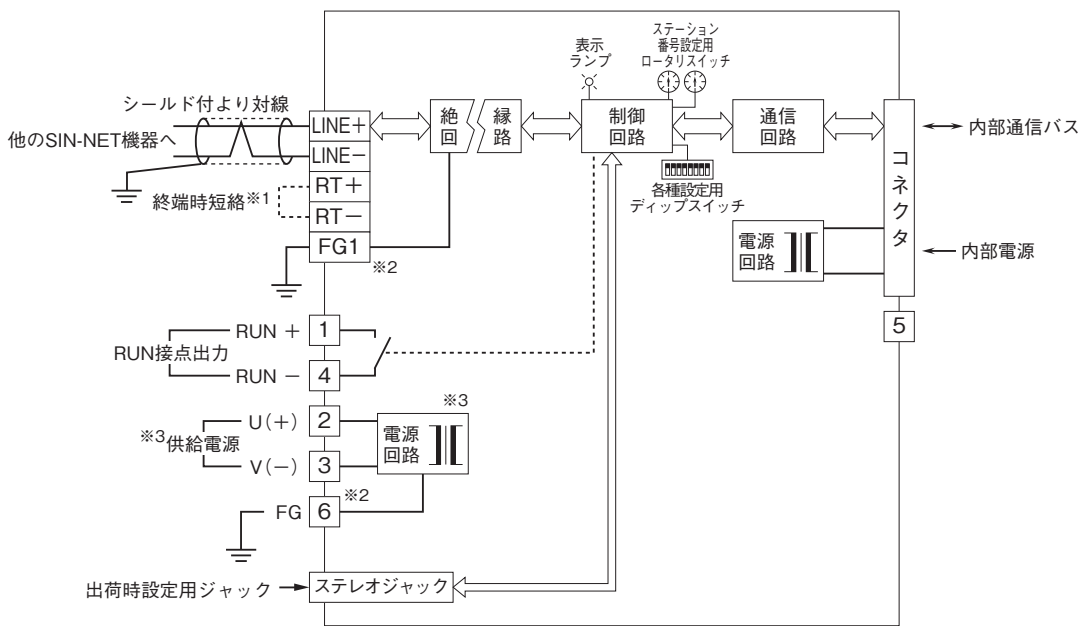 表示
ランプ
ステーション
番号設定用
ロータリスイッチ
シールド付より対線
他のSIN-NET機器へ
LINE+
LINE−
RT+
RT−
FG1
終端時短絡※1
※2
絶縁
回路
制御
回路
通信
回路
コネクタ
内部通信バス
各種設定用
ディップスイッチ
電源
回路
内部電源
5
RUN +
1
RUN接点出力
RUN −
4
※3
U(+)
2
※3供給電源
V(−)
3
電源
回路
※2
FG
6
出荷時設定用ジャック
ステレオジャック